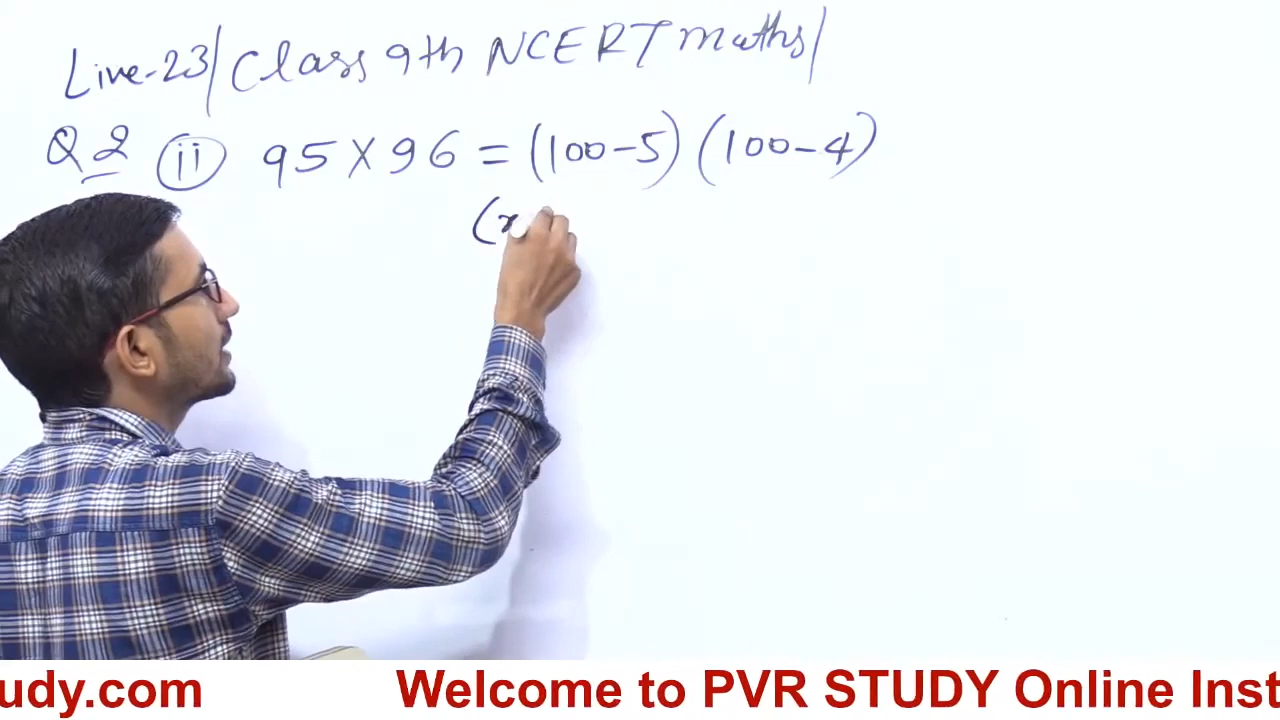 Live-23/ Class 9th NCERT maths/
Q 2 (ii) 95 X 96 = (100-5) (100-4)
(x
udy.com Welcome to PVR STUDY Online Inst